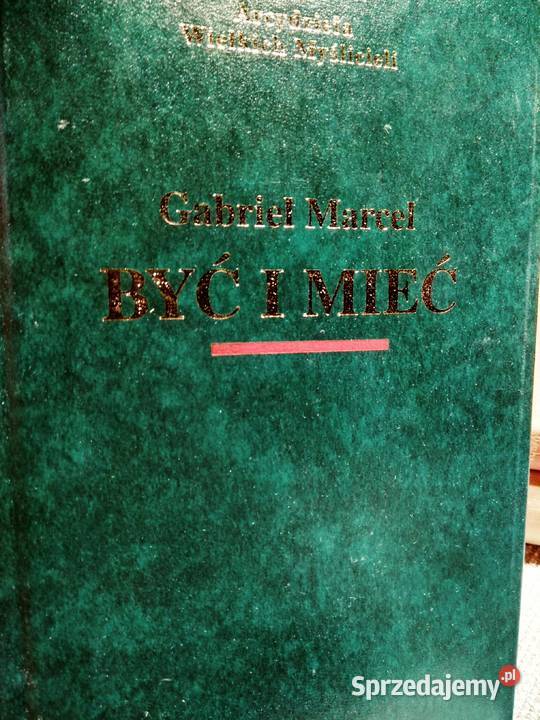 Arcydzieła
Wielkich Myślicieli
Gabriel Marcel
BYĆ I MIEĆ
Sprzedajemy.pl